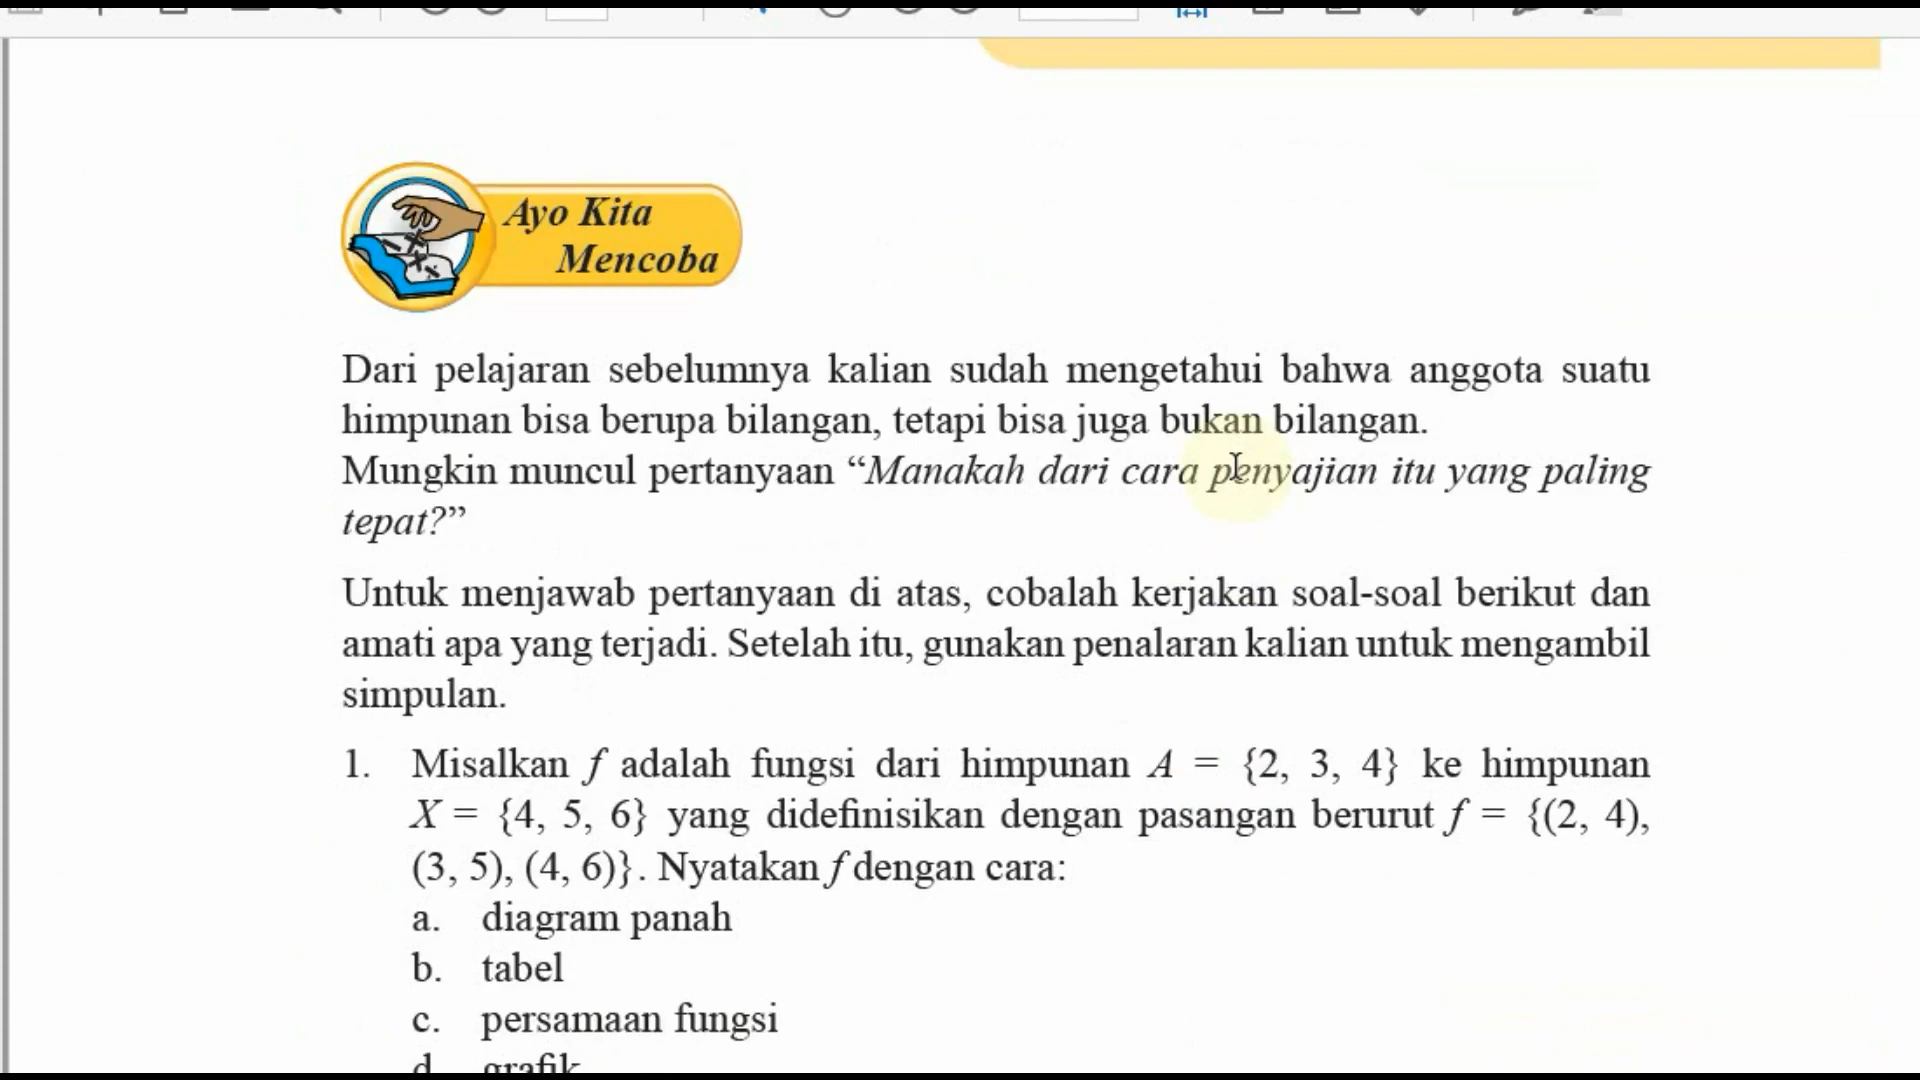 Ayo Kita
Mencoba
Dari pelajaran sebelumnya kalian sudah mengetahui bahwa anggota suatu
himpunan bisa berupa bilangan, tetapi bisa juga bukan bilangan.
Mungkin muncul pertanyaan “Manakah dari cara penyajian itu yang paling
tepat?”
Untuk menjawab pertanyaan di atas, cobalah kerjakan soal-soal berikut dan
amati apa yang terjadi. Setelah itu, gunakan penalaran kalian untuk mengambil
simpulan.
1. Misalkan f adalah fungsi dari himpunan A = {2, 3, 4} ke himpunan
X = {4, 5, 6} yang didefinisikan dengan pasangan berurut f = {(2, 4),
(3, 5), (4, 6)}. Nyatakan f dengan cara:
a. diagram panah
b. tabel
c. persamaan fungsi
d. grafik